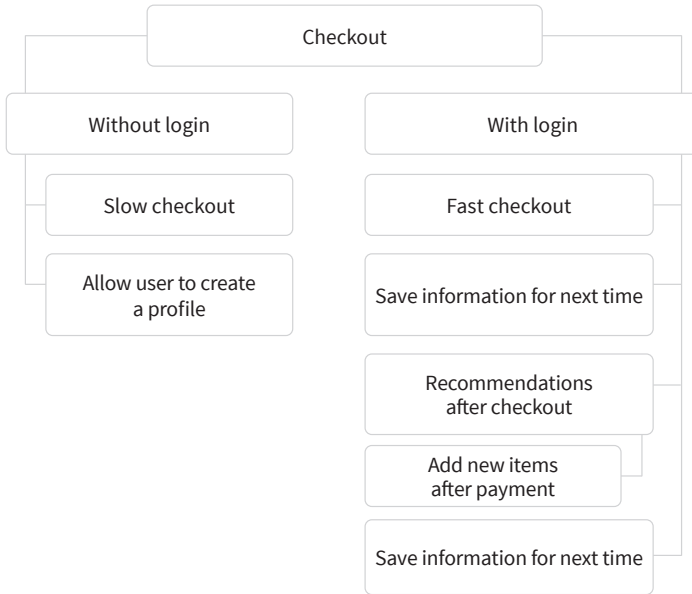 Checkout
Without login
Slow checkout
Allow user to create
a profile
With login
Fast checkout
Save information for next time
Recommendations
after checkout
Add new items
after payment
Save information for next time